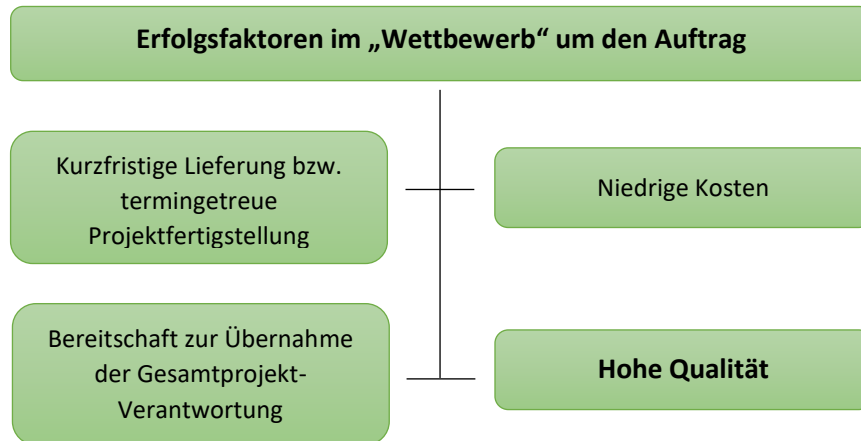 Erfolgsfaktoren im „Wettbewerb“ um den Auftrag
Kurzfristige Lieferung bzw.
termingetreue
Projektfertigstellung
Niedrige Kosten
Bereitschaft zur Übernahme
der Gesamtprojekt-
Verantwortung
Hohe Qualität